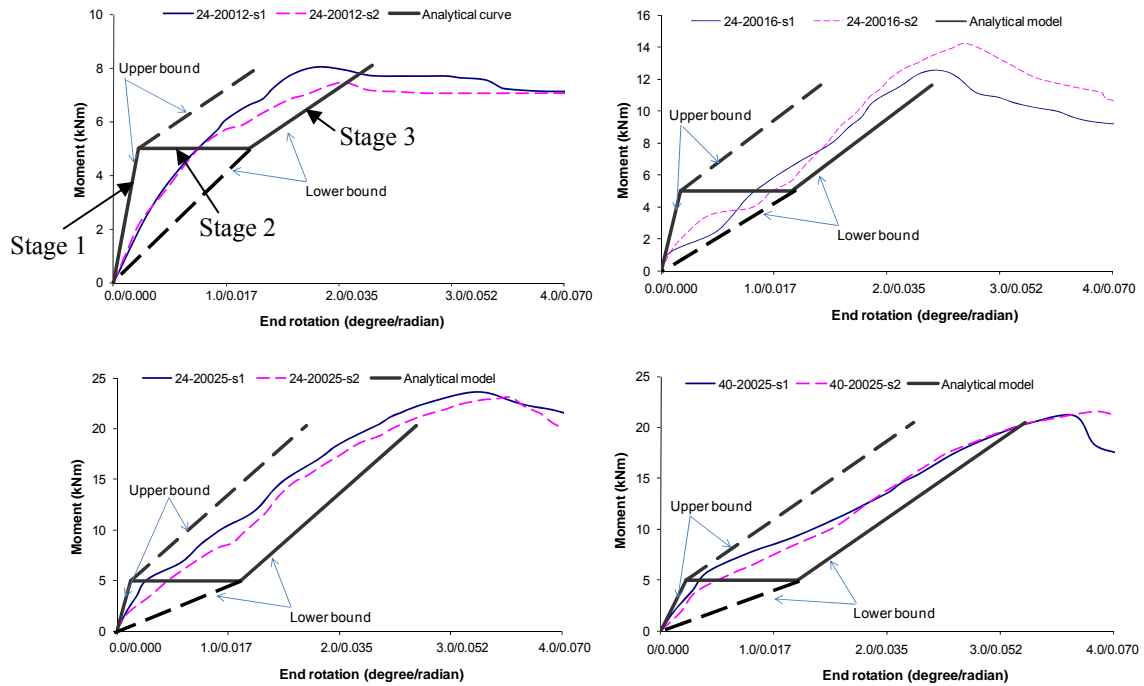 24-20012-s1 24-20012-s2 Analytical curve
10
8
6
4
2
0
Moment (kNm)
Upper bound
Stage 3
Lower bound
Stage 2
Stage 1
0.0/0.000 1.0/0.017 2.0/0.035 3.0/0.052 4.0/0.070
End rotation (degree/radian)
24-20016-s1 24-20016-s2 Analytical model
16
14
12
10
8
6
4
2
0
Moment (kNm)
Upper bound
Lower bound
0.0/0.000 1.0/0.017 2.0/0.035 3.0/0.052 4.0/0.070
End rotation (degree/radian)
24-20025-s1 24-20025-s2 Analytical model
25
20
15
10
5
0
Moment (kNm)
Upper bound
Lower bound
0.0/0.000 1.0/0.017 2.0/0.035 3.0/0.052 4.0/0.070
End rotation (degree/radian)
40-20025-s1 40-20025-s2 Analytical model
25
20
15
10
5
0
Moment (kNm)
Upper bound
Lower bound
0/0.000 1.0/0.017 2.0/0.035 3.0/0.052 4.0/0.070
End rotation (degree/radian)